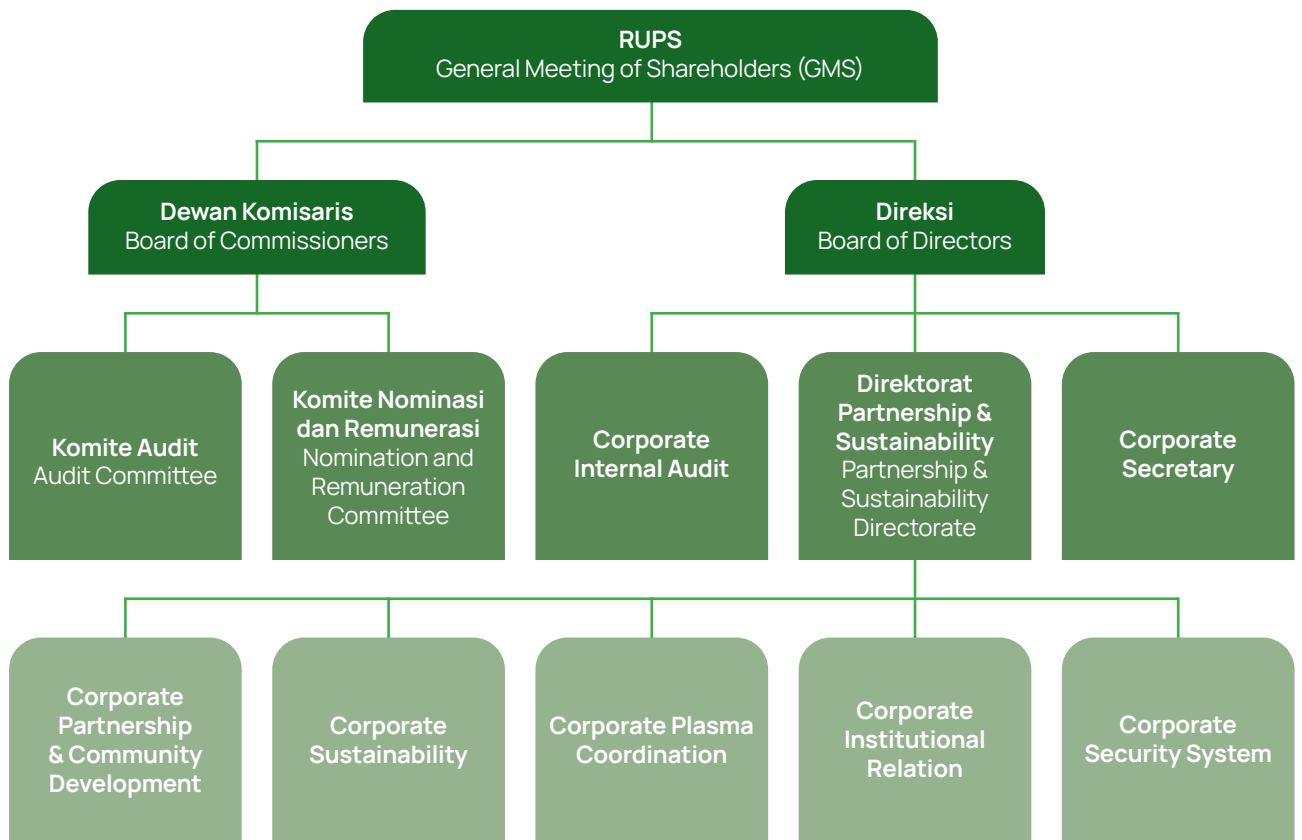 RUPS
General Meeting of Shareholders (GMS)
Dewan Komisaris
Board of Commissioners
Direksi
Board of Directors
Komite Audit
Audit Committee
Komite Nominasi
dan Remunerasi
Nomination and
Remuneration
Committee
Corporate
Internal Audit
Direktorat
Partnership &
Sustainability
Partnership &
Sustainability
Directorate
Corporate
Secretary
Corporate
Partnership
& Community
Development
Corporate
Sustainability
Corporate Plasma
Coordination
Corporate
Institutional
Relation
Corporate
Security System